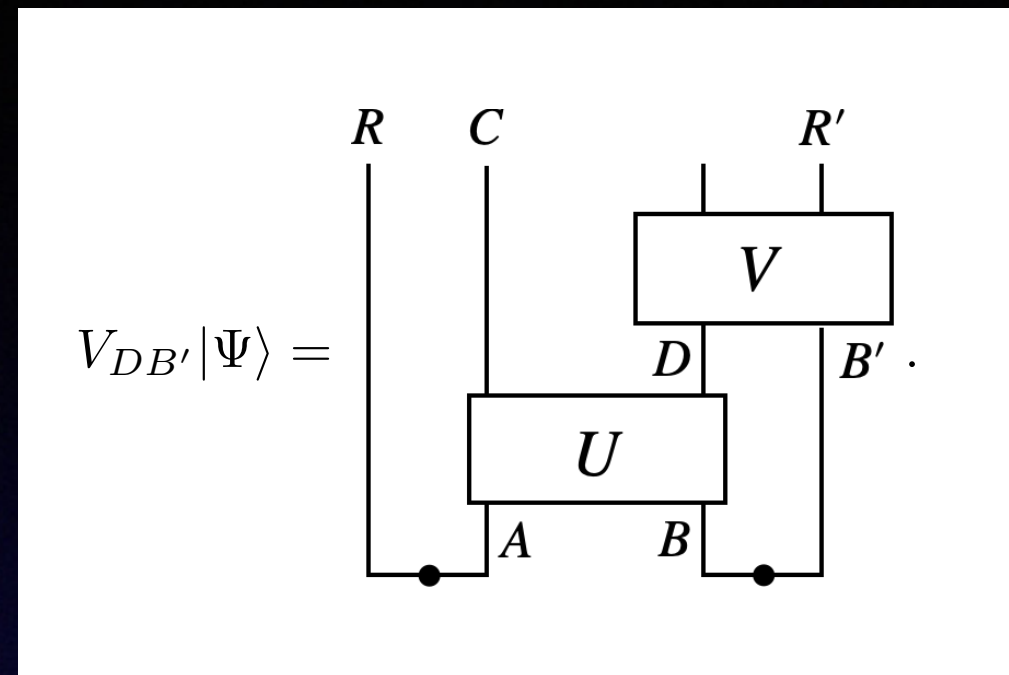 R C R′
V
V_{DB′}|Ψ⟩ =
D B′ .
U
A B